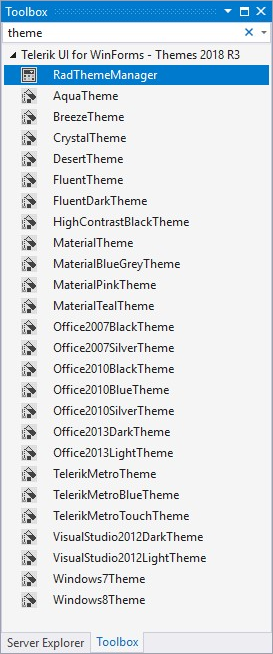 Toolbox
theme
Telerik UI for WinForms - Themes 2018 R3
RadThemeManager
AquaTheme
BreezeTheme
CrystalTheme
DesertTheme
FluentTheme
FluentDarkTheme
HighContrastBlackTheme
MaterialTheme
MaterialBlueGreyTheme
MaterialPinkTheme
MaterialTealTheme
Office2007BlackTheme
Office2007SilverTheme
Office2010BlackTheme
Office2010BlueTheme
Office2010SilverTheme
Office2013DarkTheme
Office2013LightTheme
TelerikMetroTheme
TelerikMetroBlueTheme
TelerikMetroTouchTheme
VisualStudio2012DarkTheme
VisualStudio2012LightTheme
Windows7Theme
Windows8Theme
Server Explorer Toolbox